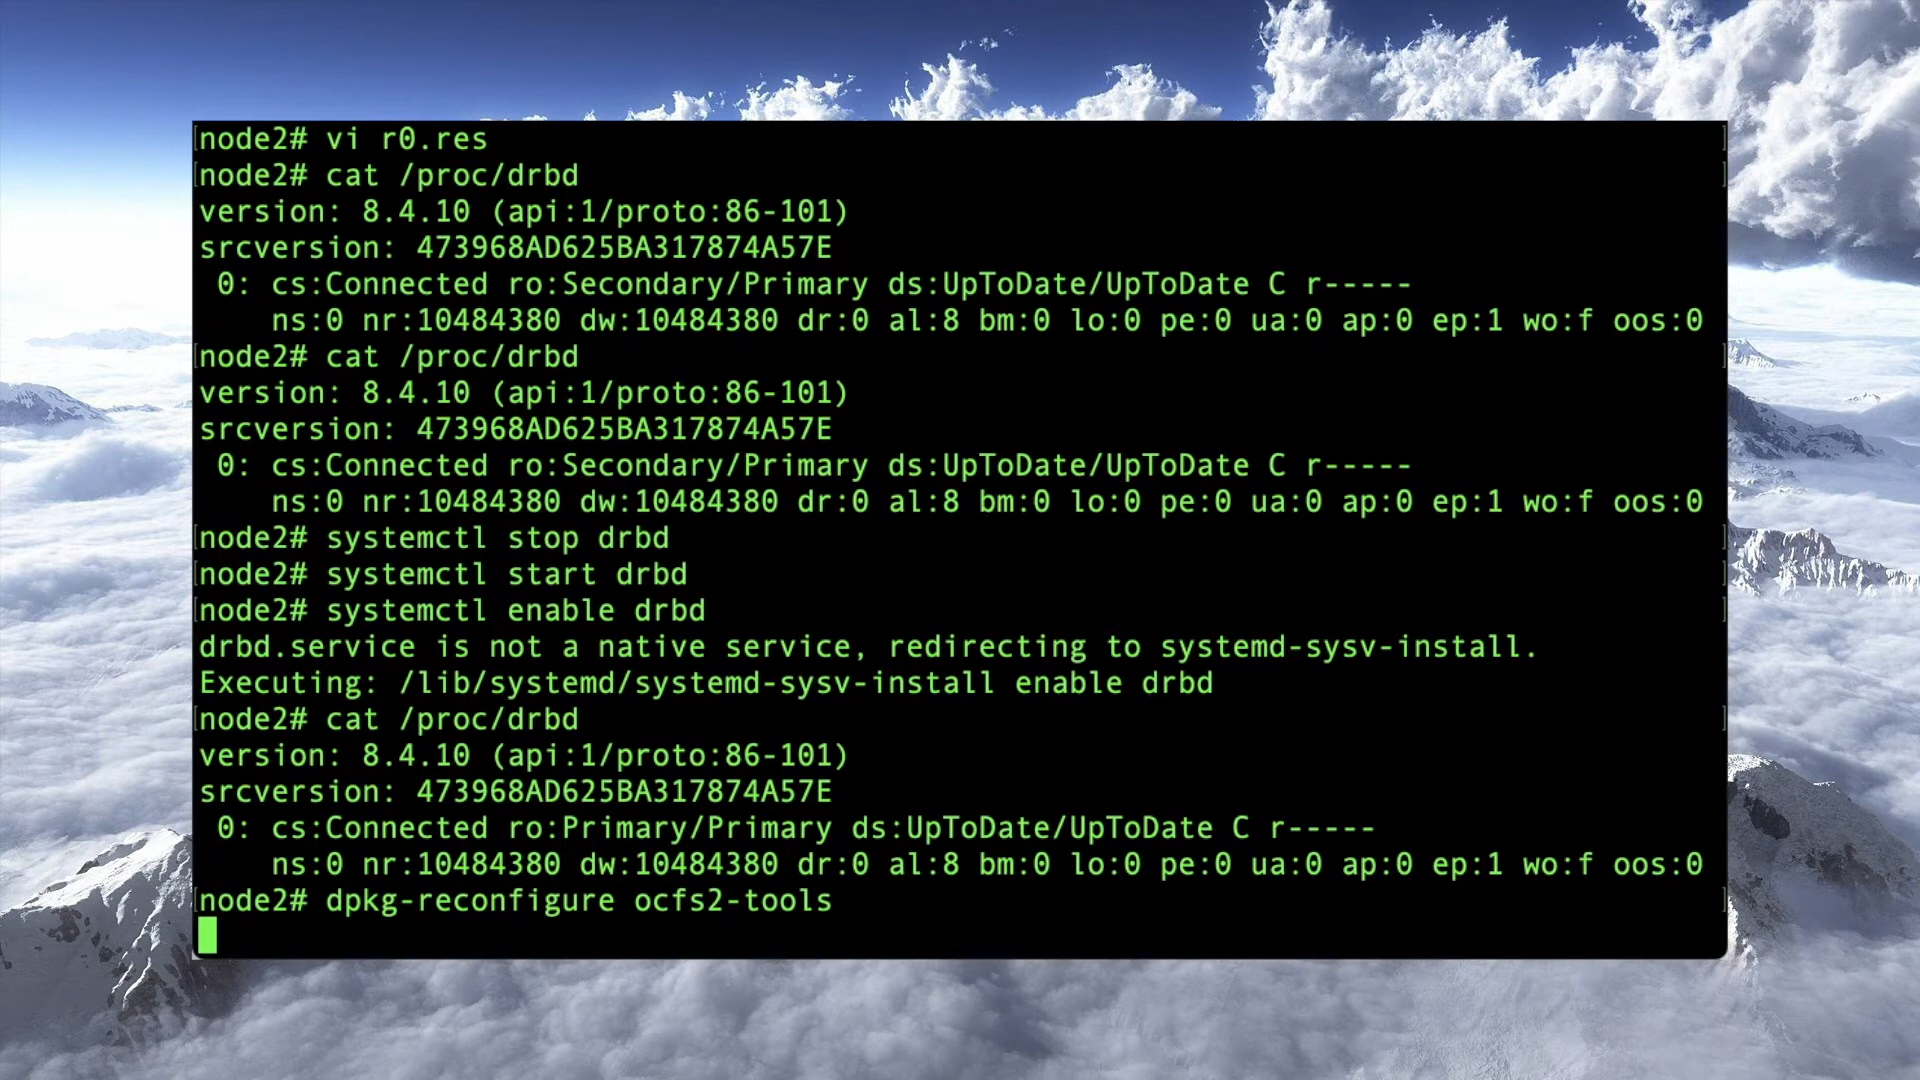 node2# vi r0.res
node2# cat /proc/drbd
version: 8.4.10 (api:1/proto:86-101)
srcversion: 473968AD625BA317874A57E
 0: cs:Connected ro:Secondary/Primary ds:UpToDate/UpToDate C r-----
    ns:0 nr:10484380 dw:10484380 dr:0 al:8 bm:0 lo:0 pe:0 ua:0 ap:0 ep:1 wo:f oos:0
node2# cat /proc/drbd
version: 8.4.10 (api:1/proto:86-101)
srcversion: 473968AD625BA317874A57E
 0: cs:Connected ro:Secondary/Primary ds:UpToDate/UpToDate C r-----
    ns:0 nr:10484380 dw:10484380 dr:0 al:8 bm:0 lo:0 pe:0 ua:0 ap:0 ep:1 wo:f oos:0
node2# systemctl stop drbd
node2# systemctl start drbd
node2# systemctl enable drbd
drbd.service is not a native service, redirecting to systemd-sysv-install.
Executing: /lib/systemd/systemd-sysv-install enable drbd
node2# cat /proc/drbd
version: 8.4.10 (api:1/proto:86-101)
srcversion: 473968AD625BA317874A57E
 0: cs:Connected ro:Primary/Primary ds:UpToDate/UpToDate C r-----
    ns:0 nr:10484380 dw:10484380 dr:0 al:8 bm:0 lo:0 pe:0 ua:0 ap:0 ep:1 wo:f oos:0
node2# dpkg-reconfigure ocfs2-tools